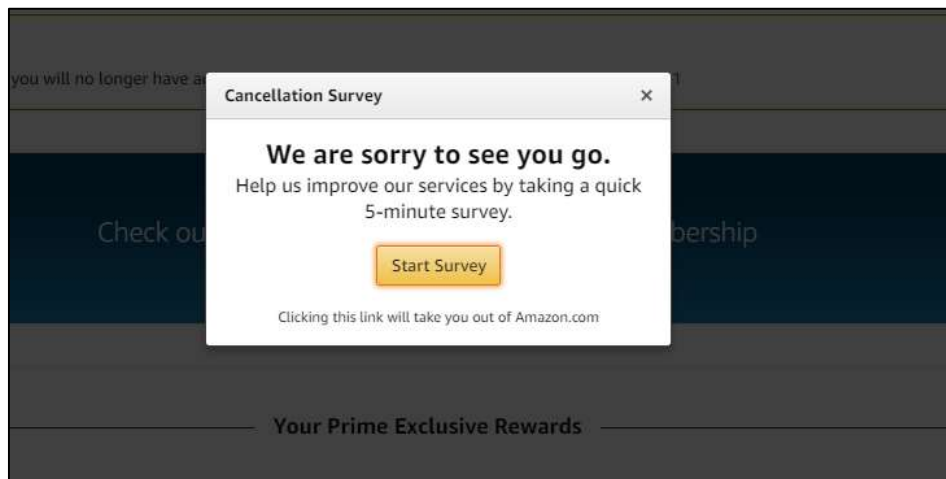 you will no longer have a
1
Cancellation Survey ×
We are sorry to see you go.
Help us improve our services by taking a quick
5-minute survey.
Check ou
bership
Start Survey
Clicking this link will take you out of Amazon.com
Your Prime Exclusive Rewards